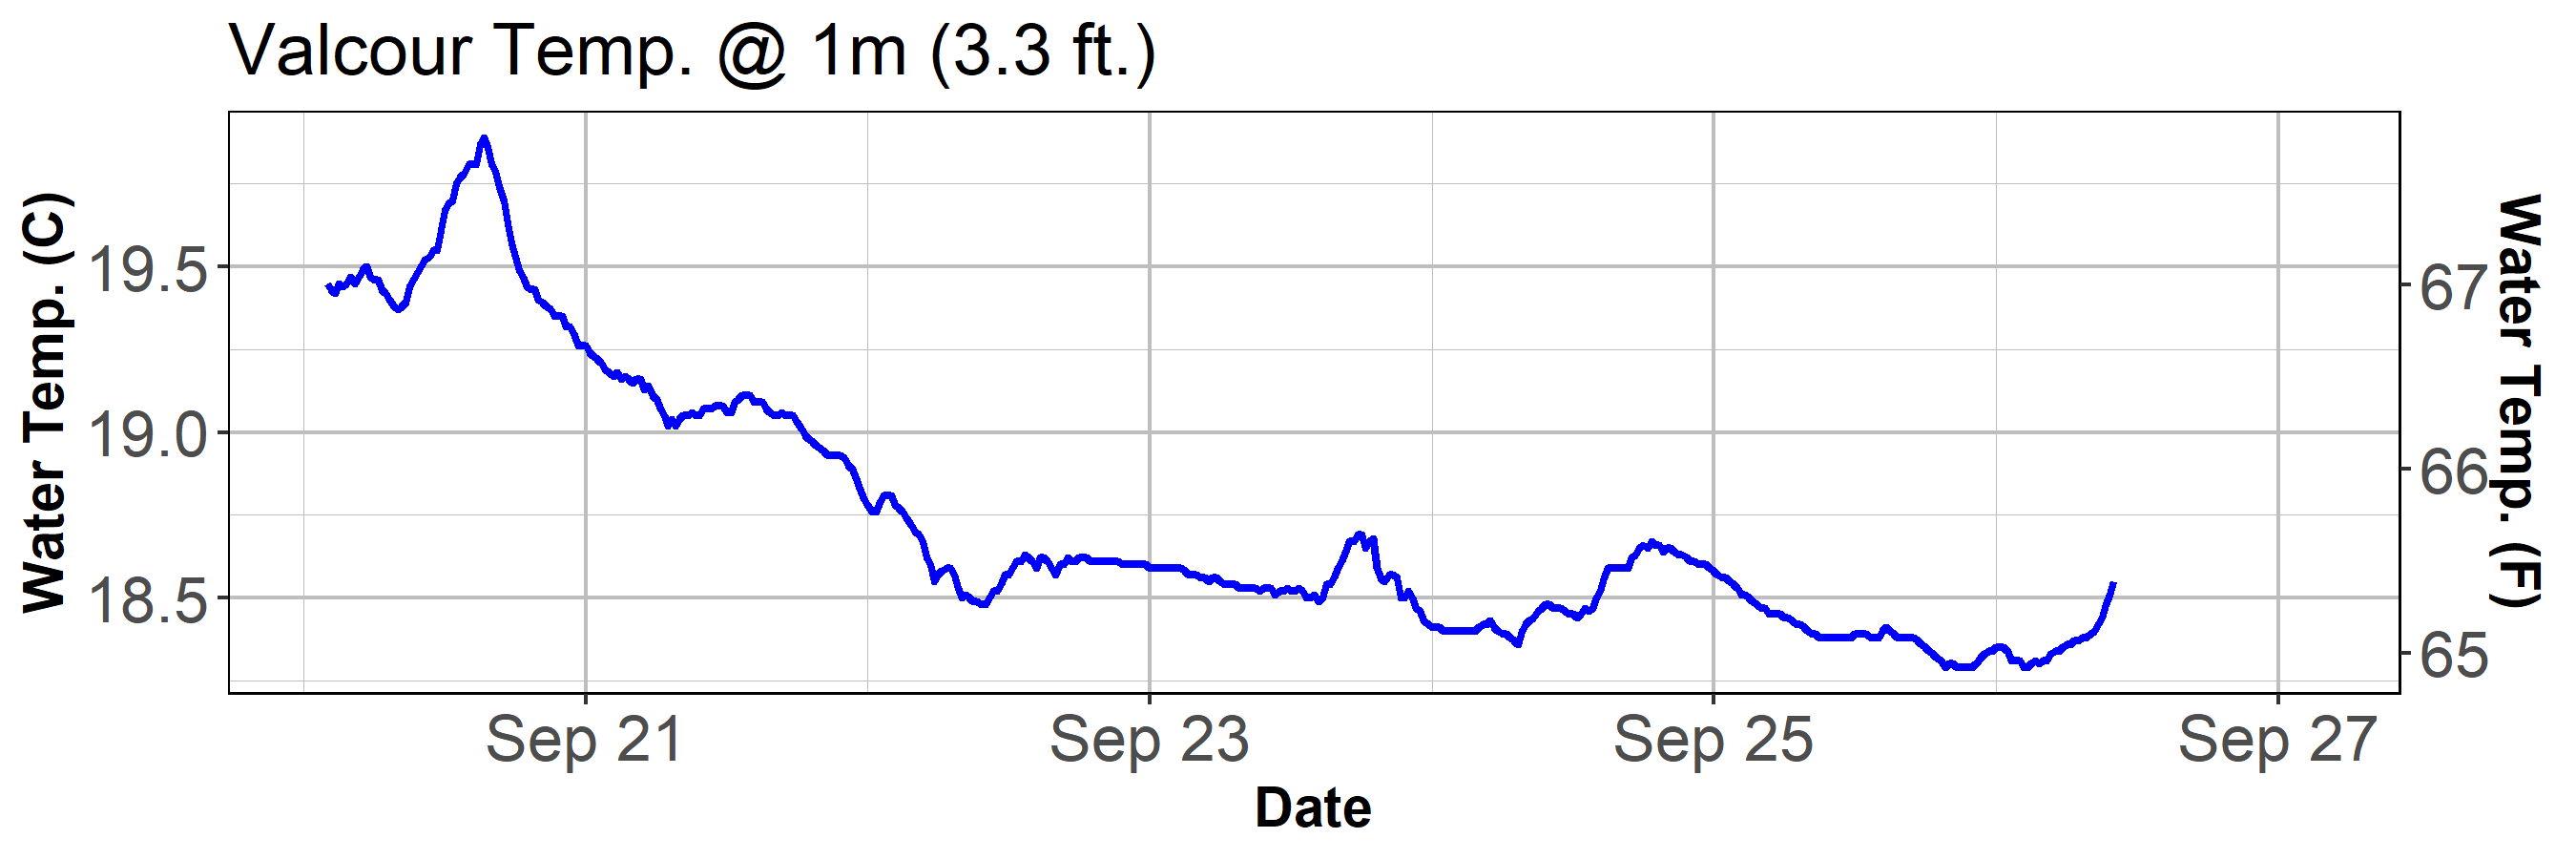 Valcour Temp. @ 1m (3.3 ft.)
Water Temp. (C)
19.5
19.0
18.5
67
66
65
Water Temp. (F)
Sep 21
Sep 23
Sep 25
Sep 27
Date